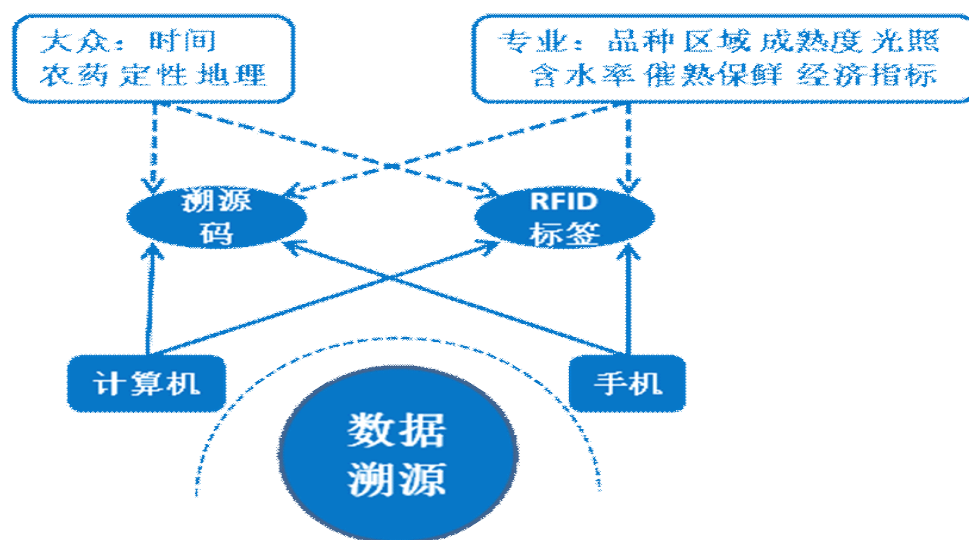 大众：时间
农药 定性 地理
专业：品种 区域 成熟度 光照
含水率 催熟保鲜 经济指标
溯源
码
RFID
标签
计算机
手机
数据
溯源